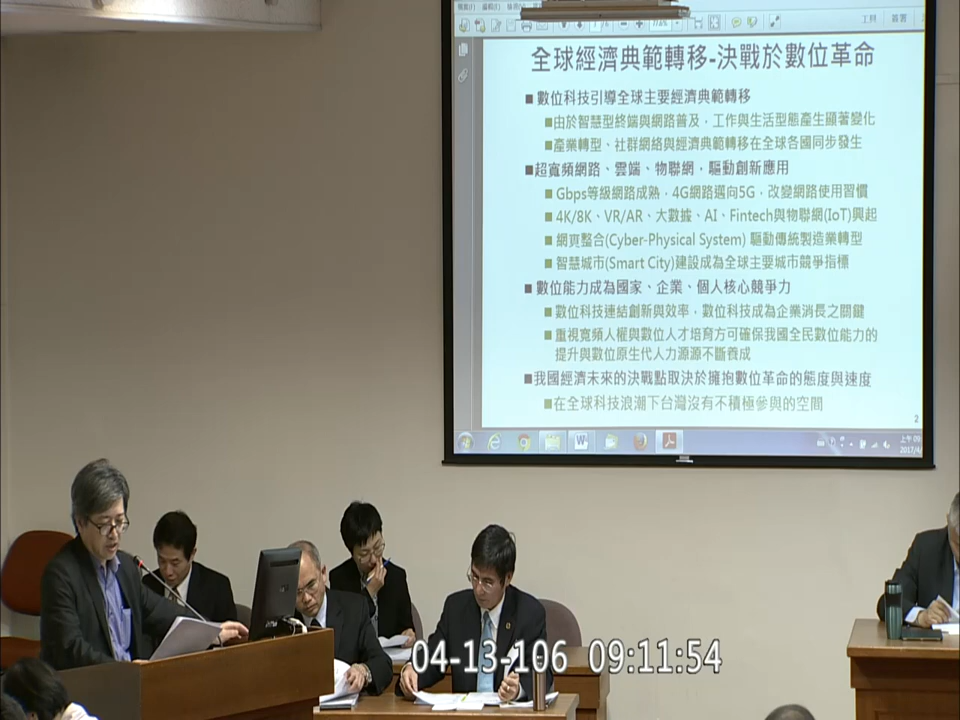 全球經濟典範轉移-決戰於數位革命
■ 數位科技引導全球主要經濟典範轉移
■ 由於智慧型終端與網路普及，工作與生活型態產生顯著變化
■ 產業轉型、社群網絡與經濟典範轉移在全球各國同步發生
■ 超寬頻網路、雲端、物聯網，驅動創新應用
■ Gbps等級網路成熟，4G網路邁向5G，改變網路使用習慣
■ 4K/8K、VR/AR、大數據、AI、Fintech與物聯網(IoT)興起
■ 網實整合(Cyber-Physical System) 驅動傳統製造業轉型
■ 智慧城市(Smart City)建設成為全球主要城市競爭指標
■ 數位能力成為國家、企業、個人核心競爭力
■ 數位科技連結創新與效率，數位科技成為企業消長之關鍵
■ 重視寬頻人權與數位人才培育方可確保我國全民數位能力的
提升與數位原生代人力源源不斷養成
■ 我國經濟未來的決戰點取決於擁抱數位革命的態度與速度
■ 在全球科技浪潮下台灣沒有不積極參與的空間
2
上午 09
2017/4/
04-13-106 09:11:54